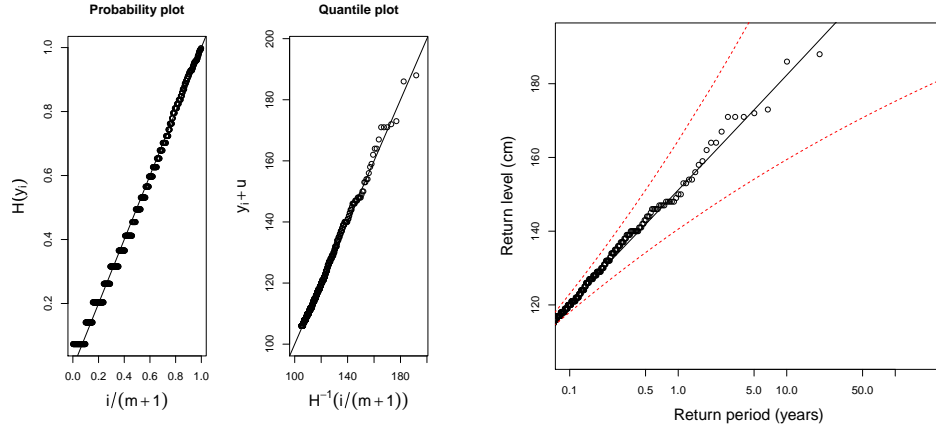 Probability plot
H(y_i)
1.0
0.8
0.6
0.4
0.2
0.0 0.2 0.4 0.6 0.8 1.0
i/(m+1)
Quantile plot
y_i + u
200
180
160
140
120
100
100 140 180
H^{-1}(i/(m+1))
Return level (cm)
180
160
140
120
0.1 0.5 1.0 5.0 10.0 50.0
Return period (years)